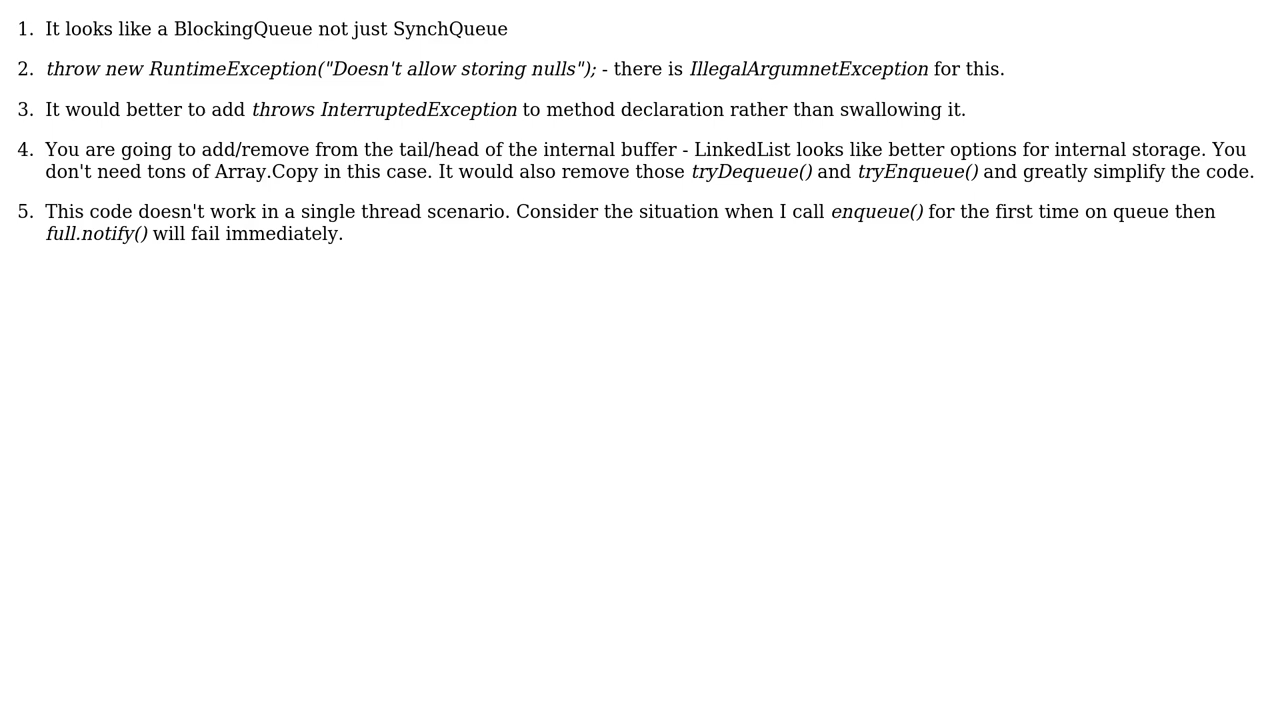 1. It looks like a BlockingQueue not just SynchQueue
2. throw new RuntimeException("Doesn't allow storing nulls"); - there is IllegalArgumnetException for this.
3. It would better to add throws InterruptedException to method declaration rather than swallowing it.
4. You are going to add/remove from the tail/head of the internal buffer - LinkedList looks like better options for internal storage. You
don't need tons of Array.Copy in this case. It would also remove those tryDequeue() and tryEnqueue() and greatly simplify the code.
5. This code doesn't work in a single thread scenario. Consider the situation when I call enqueue() for the first time on queue then
full.notify() will fail immediately.